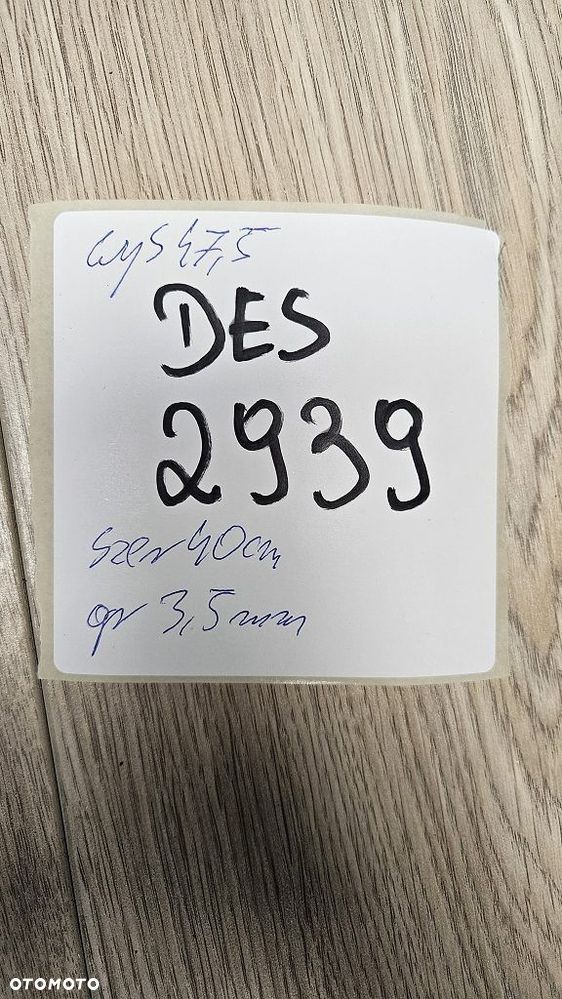 wys 47,5
DES
2939
szer 40cm
gr 3,5mm
OTOMOTO